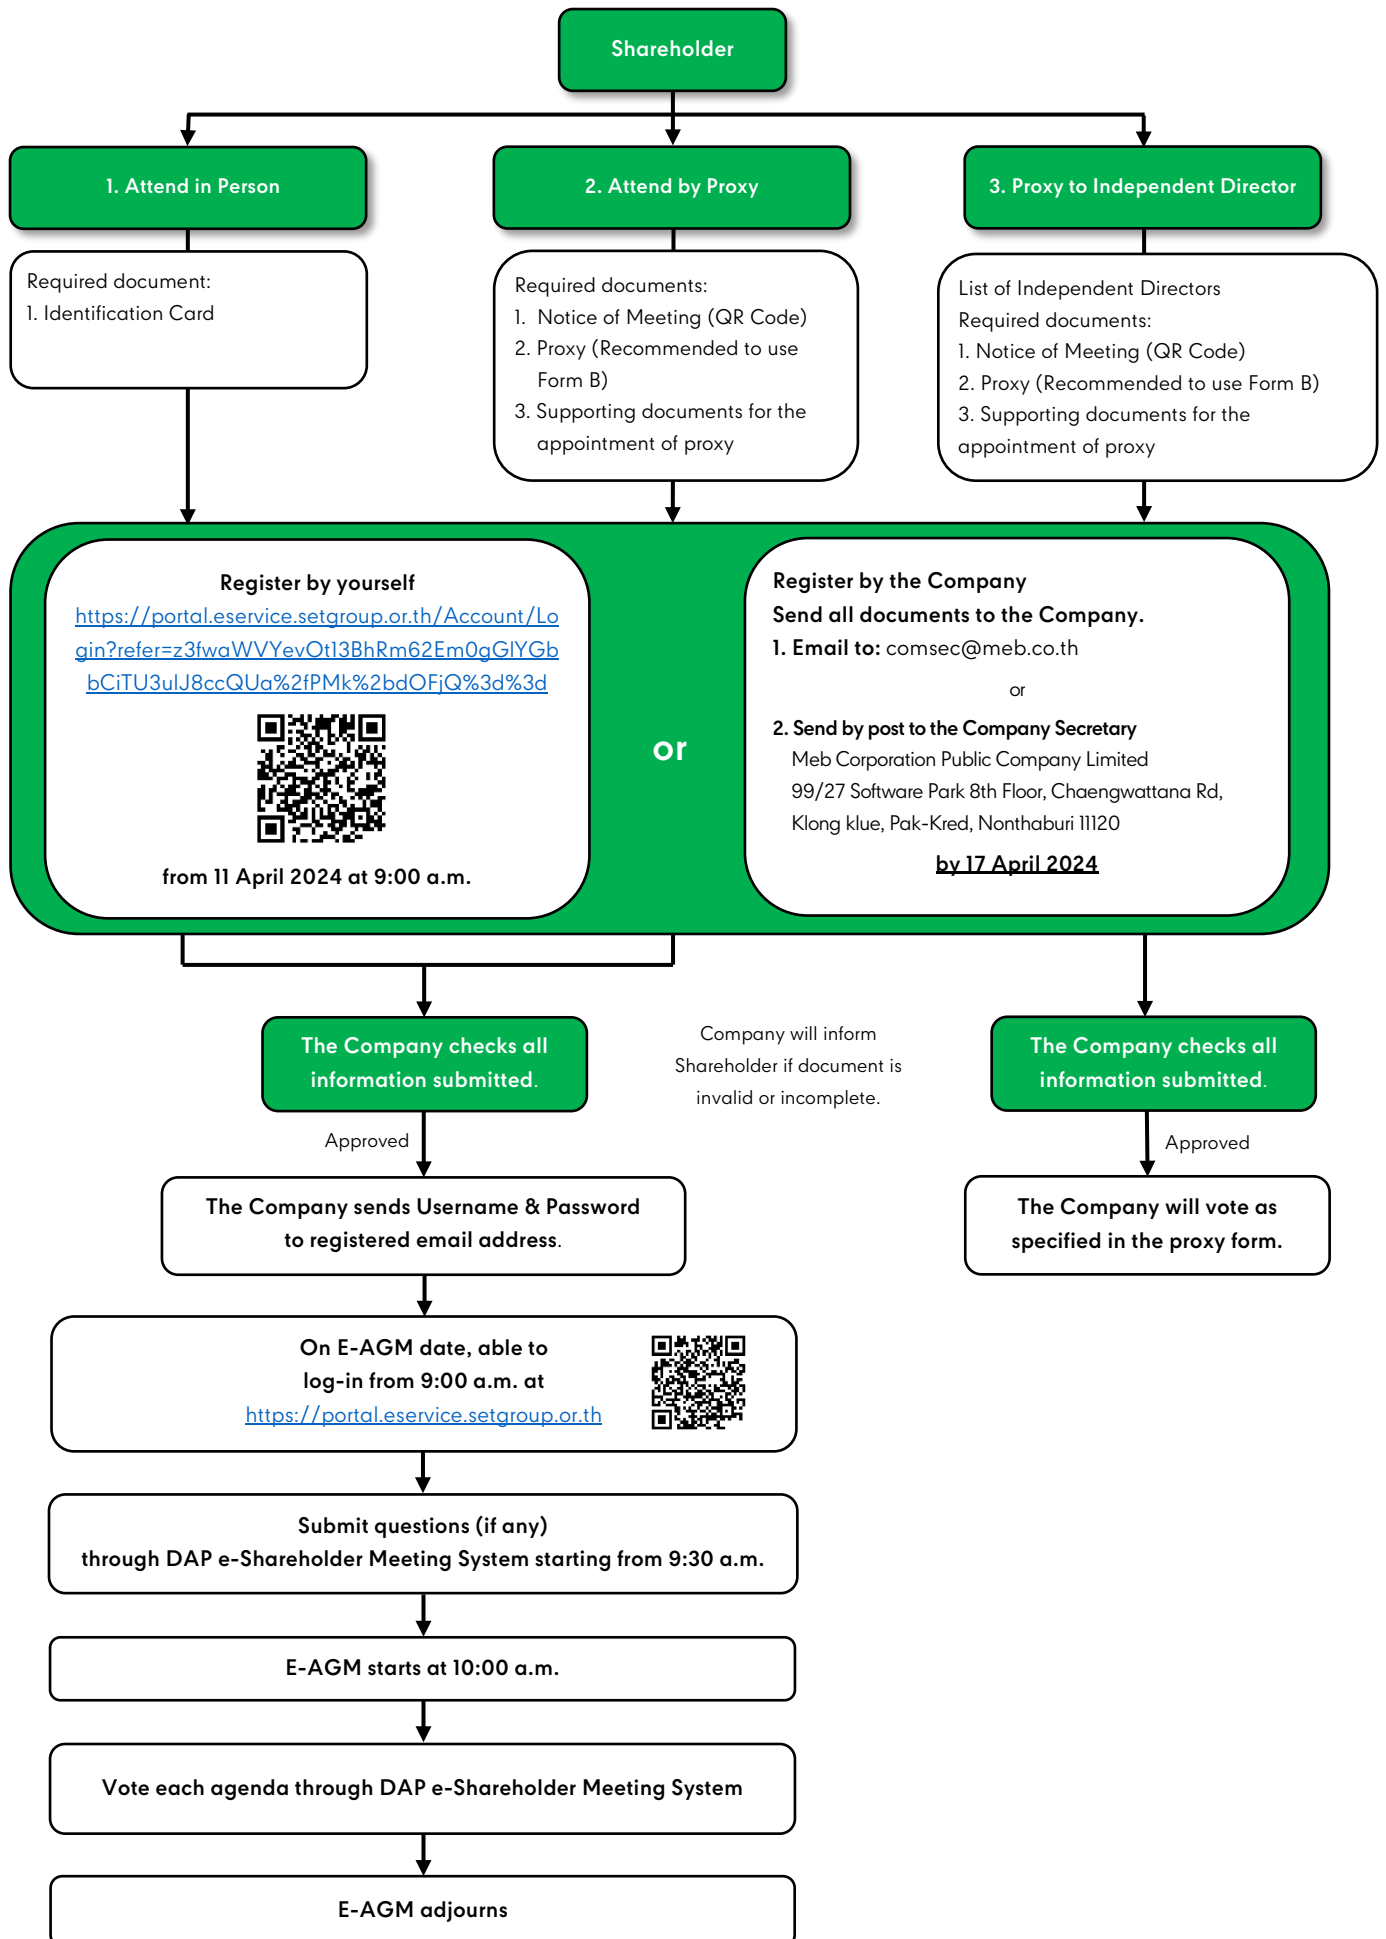 Shareholder
1. Attend in Person
2. Attend by Proxy
3. Proxy to Independent Director
Required document:
1. Identification Card
Required documents:
1. Notice of Meeting (QR Code)
2. Proxy (Recommended to use
Form B)
3. Supporting documents for the
appointment of proxy
List of Independent Directors
Required documents:
1. Notice of Meeting (QR Code)
2. Proxy (Recommended to use Form B)
3. Supporting documents for the
appointment of proxy
Register by yourself
https://portal.eservice.setgroup.or.th/Account/Lo
gin?refer=z3fwaWVYevOt13BhRm62Em0gGlYGb
bCiTU3ulJ8ccQUa%2fPMk%2bdOFjQ%3d%3d
from 11 April 2024 at 9:00 a.m.
or
Register by the Company
Send all documents to the Company.
1. Email to: comsec@meb.co.th
or
2. Send by post to the Company Secretary
Meb Corporation Public Company Limited
99/27 Software Park 8th Floor, Chaengwattana Rd,
Klong klue, Pak-Kred, Nonthaburi 11120
by 17 April 2024
The Company checks all
information submitted.
Company will inform
Shareholder if document is
invalid or incomplete.
The Company checks all
information submitted.
Approved
Approved
The Company sends Username & Password
to registered email address.
The Company will vote as
specified in the proxy form.
On E-AGM date, able to
log-in from 9:00 a.m. at
https://portal.eservice.setgroup.or.th
Submit questions (if any)
through DAP e-Shareholder Meeting System starting from 9:30 a.m.
E-AGM starts at 10:00 a.m.
Vote each agenda through DAP e-Shareholder Meeting System
E-AGM adjourns